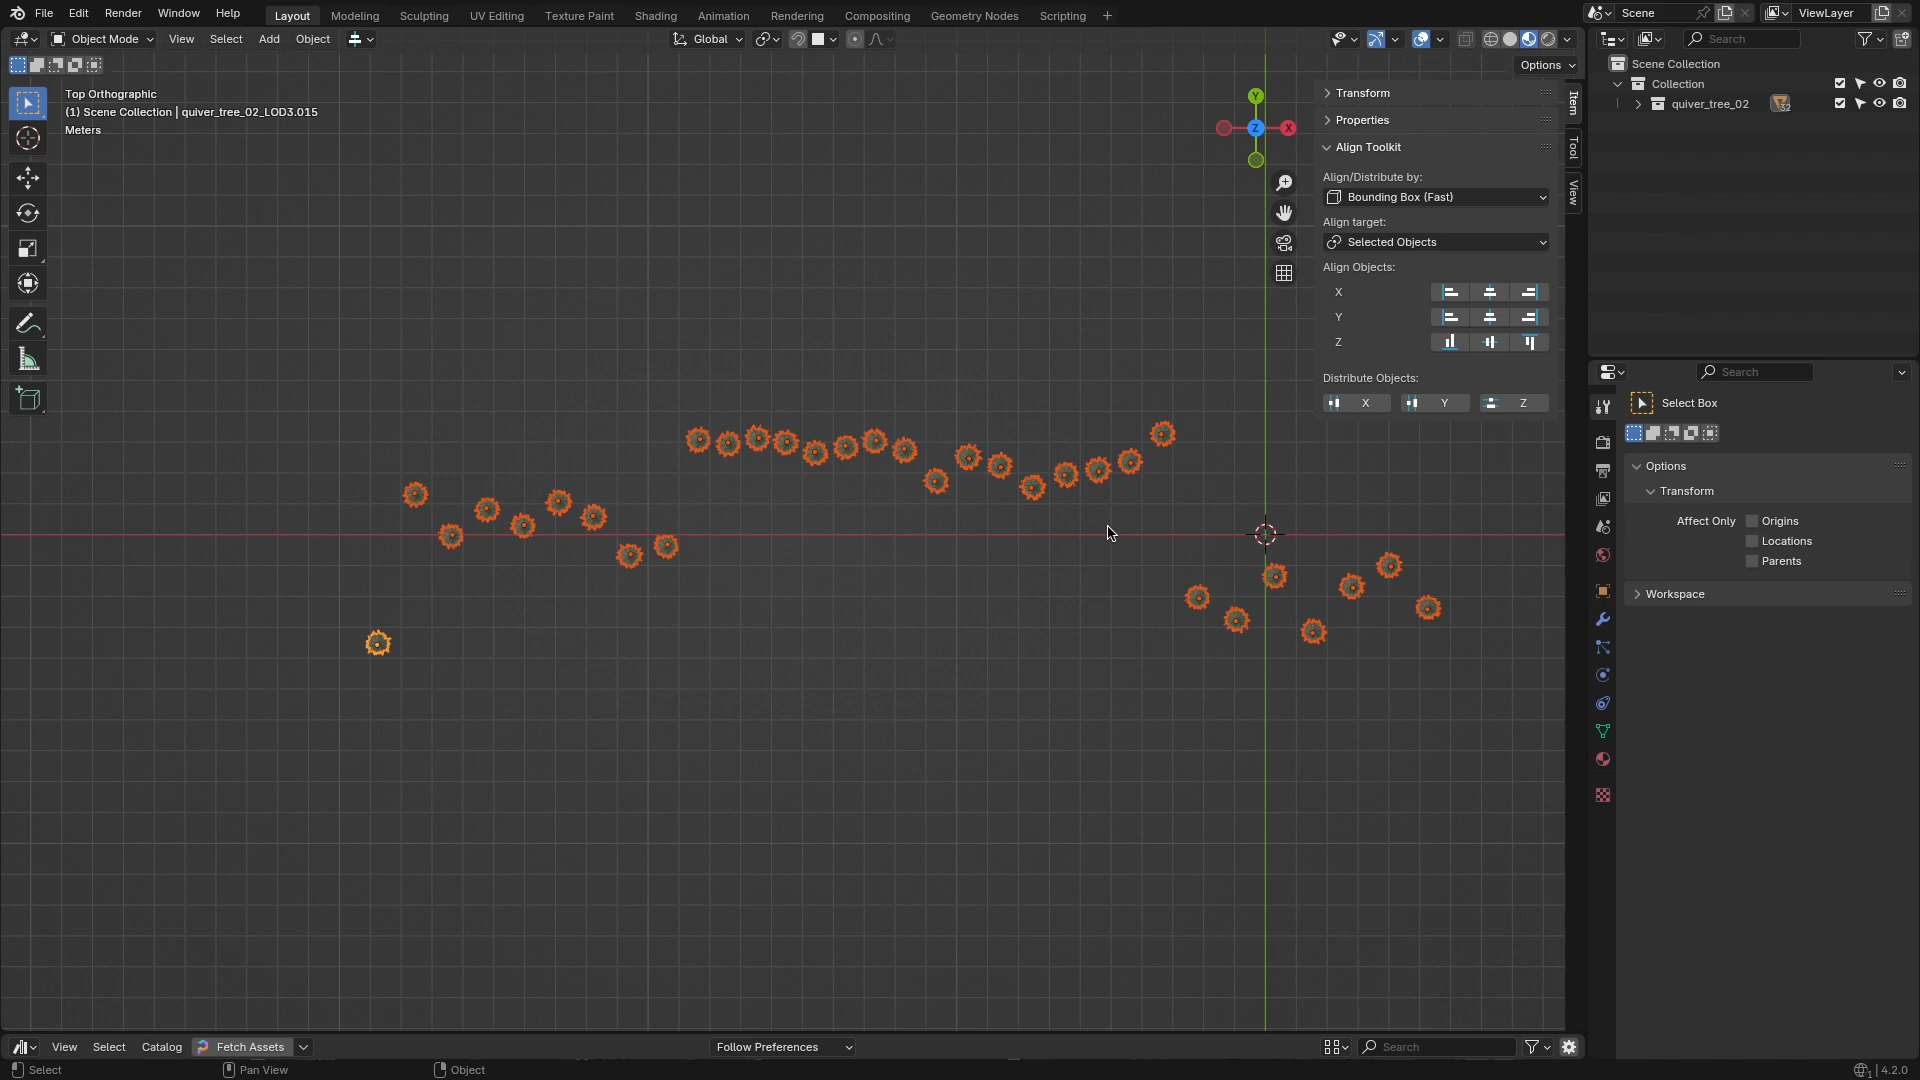 File Edit Render Window Help Layout Modeling Sculpting UV Editing Texture Paint Shading Animation Rendering Compositing Geometry Nodes Scripting + Scene ViewLayer
Object Mode View Select Add Object Global Search
Options
Top Orthographic
(1) Scene Collection | quiver_tree_02_LOD3.015
Meters
Y
Z
X
Transform
Properties
Align Toolkit
Align/Distribute by:
Bounding Box (Fast)
Align target:
Selected Objects
Align Objects:
X
Y
Z
Distribute Objects:
X Y Z
Item
Tool
View
Scene Collection
Collection
quiver_tree_02 32
Search
Select Box
Options
Transform
Affect Only Origins
Locations
Parents
Workspace
View Select Catalog Fetch Assets Follow Preferences Search
Select Pan View Object 1 4.2.0